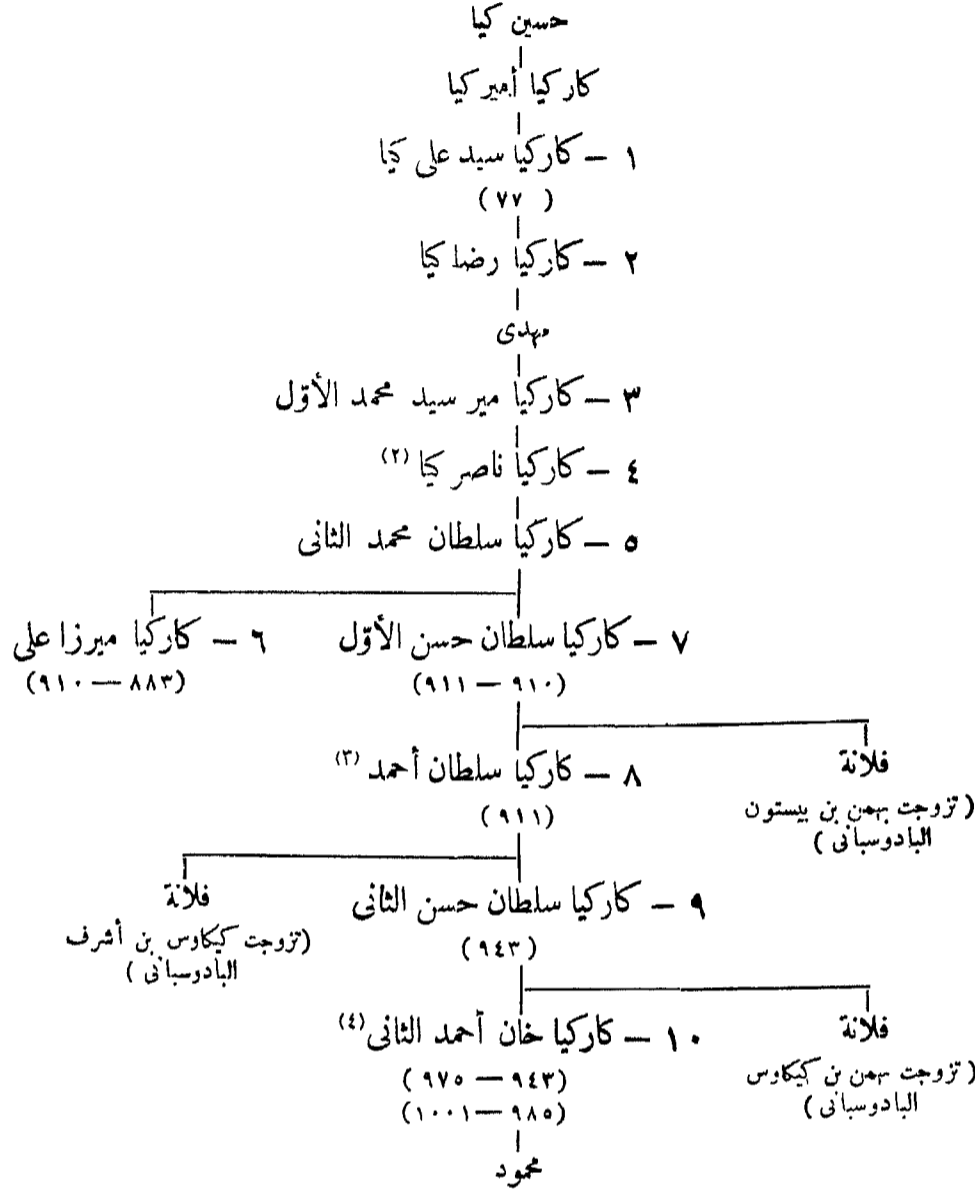 حسين كيا
كاركيا أمير كيا
١ – كاركيا سيد على كيا
( ٧٧ )
٢ – كاركيا رضا كيا
مهدى
٣ – كاركيا مير سيد محمد الأوّل
٤ – كاركيا ناصر كيا (٢)
٥ – كاركيا سلطان محمد الثانى
٧ – كاركيا سلطان حسن الأوّل
(٩١٠ – ٩١١)
٦ – كاركيا ميرزا على
(٨٨٣ – ٩١٠)
فلانة
( تزوجت بهمن بن بيستون
البادوسبانى )
٨ – كاركيا سلطان أحمد (٣)
(٩١١)
٩ – كاركيا سلطان حسن الثانى
(٩٤٣)
فلانة
(تزوجت كيكاوس بن أشرف
البادوسبانى )
فلانة
( تزوجت بهمن بن كيكاوس
البادوسبانى )
١٠ – كاركيا خان أحمد الثانى (٤)
(٩٤٣ – ٩٧٥ )
(٩٨٥ – ١٠٠١)
محمود